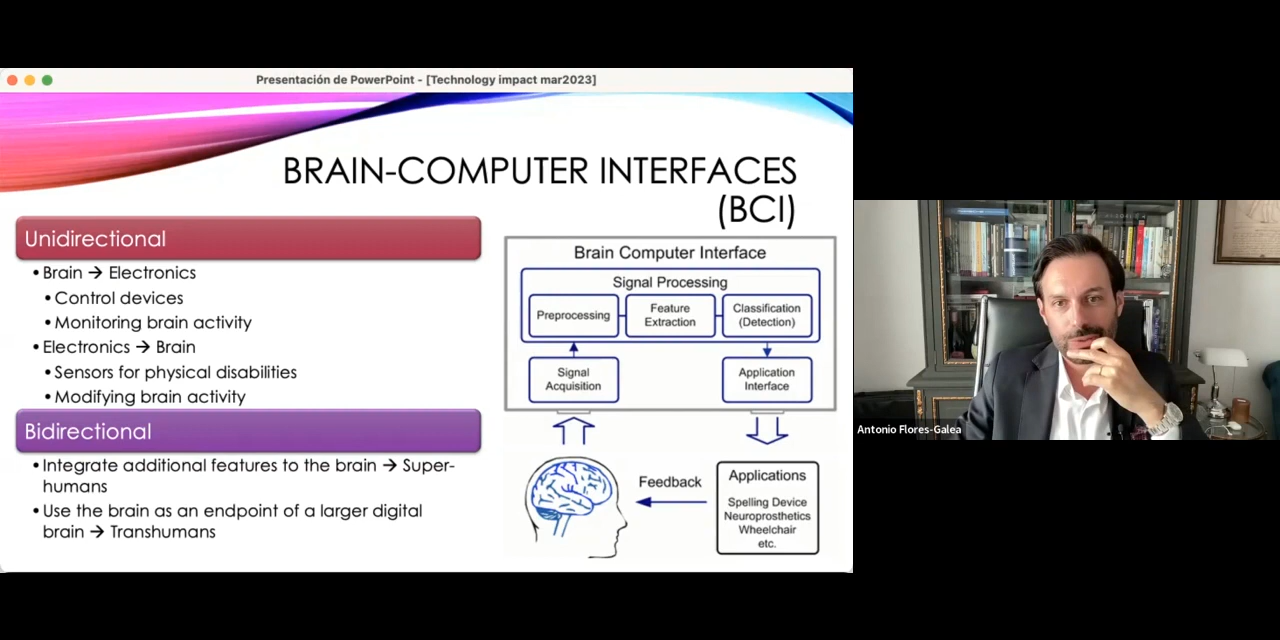 Presentación de PowerPoint - [Technology impact mar2023]
BRAIN-COMPUTER INTERFACES
(BCI)
Unidirectional
• Brain → Electronics
• Control devices
• Monitoring brain activity
• Electronics → Brain
• Sensors for physical disabilities
• Modifying brain activity
Bidirectional
• Integrate additional features to the brain → Super-
humans
• Use the brain as an endpoint of a larger digital
brain → Transhumans
Brain Computer Interface
Signal Processing
Preprocessing
Feature
Extraction
Classification
(Detection)
Signal
Acquisition
Application
Interface
Feedback
Applications
Spelling Device
Neuroprosthetics
Wheelchair
etc.
Antonio Flores-Galea